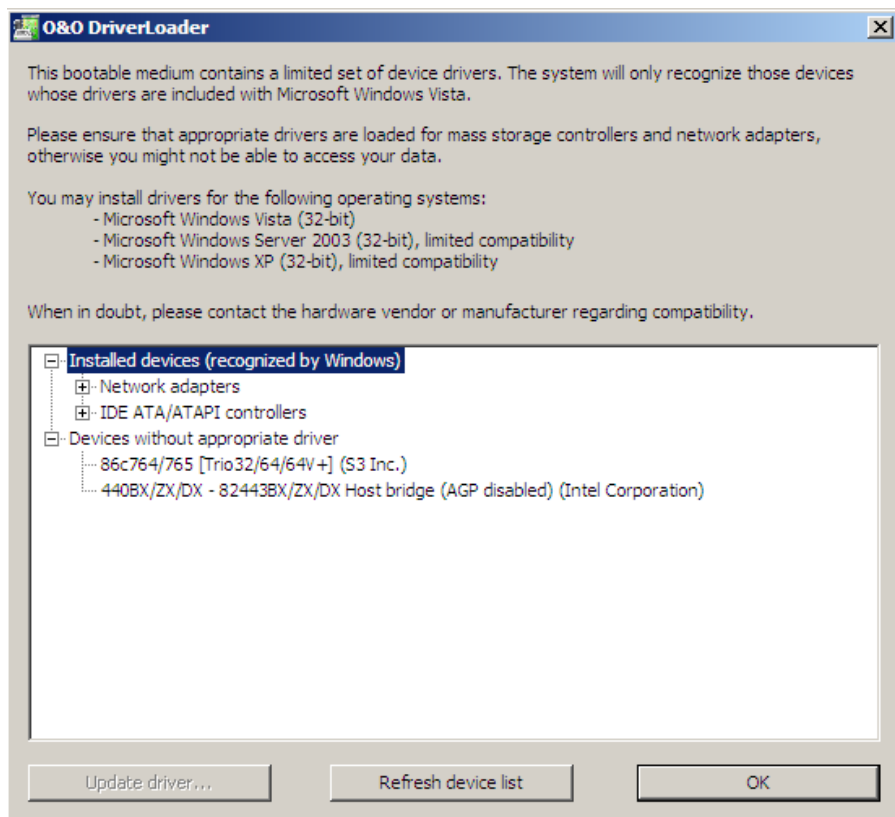 O&O DriverLoader
This bootable medium contains a limited set of device drivers. The system will only recognize those devices
whose drivers are included with Microsoft Windows Vista.
Please ensure that appropriate drivers are loaded for mass storage controllers and network adapters,
otherwise you might not be able to access your data.
You may install drivers for the following operating systems:
- Microsoft Windows Vista (32-bit)
- Microsoft Windows Server 2003 (32-bit), limited compatibility
- Microsoft Windows XP (32-bit), limited compatibility
When in doubt, please contact the hardware vendor or manufacturer regarding compatibility.
Installed devices (recognized by Windows)
Network adapters
IDE ATA/ATAPI controllers
Devices without appropriate driver
86c764/765 [Trio32/64/64V+] (S3 Inc.)
440BX/ZX/DX - 82443BX/ZX/DX Host bridge (AGP disabled) (Intel Corporation)
Update driver... Refresh device list OK